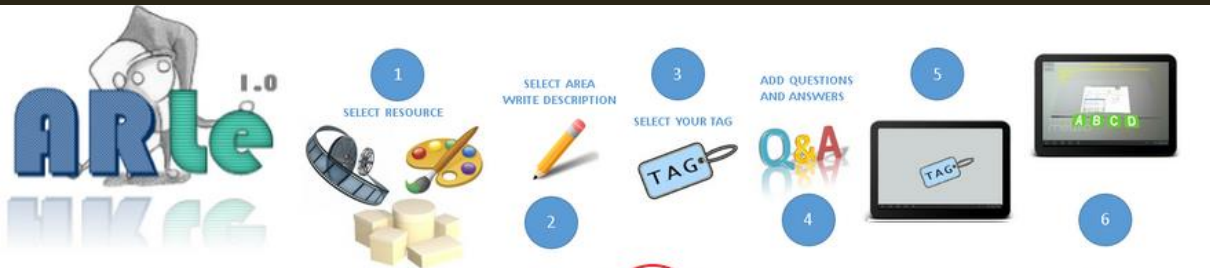 ARle
1.0
1
SELECT RESOURCE
SELECT AREA
WRITE DESCRIPTION
2
3
SELECT YOUR TAG
TAG
ADD QUESTIONS
AND ANSWERS
Q&A
4
5
TAG
A B C D
6